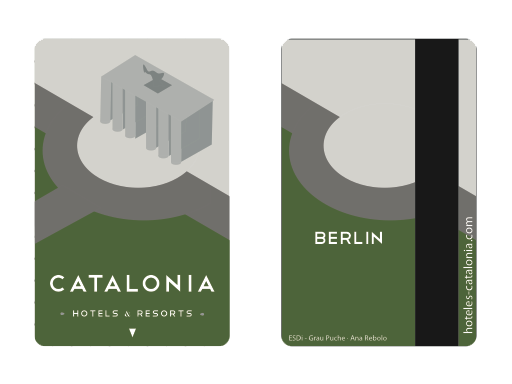 CATALONIA
- HOTELS & RESORTS -
BERLIN
hoteles-catalonia.com
ESDi - Grau Puche - Ana Rebolo